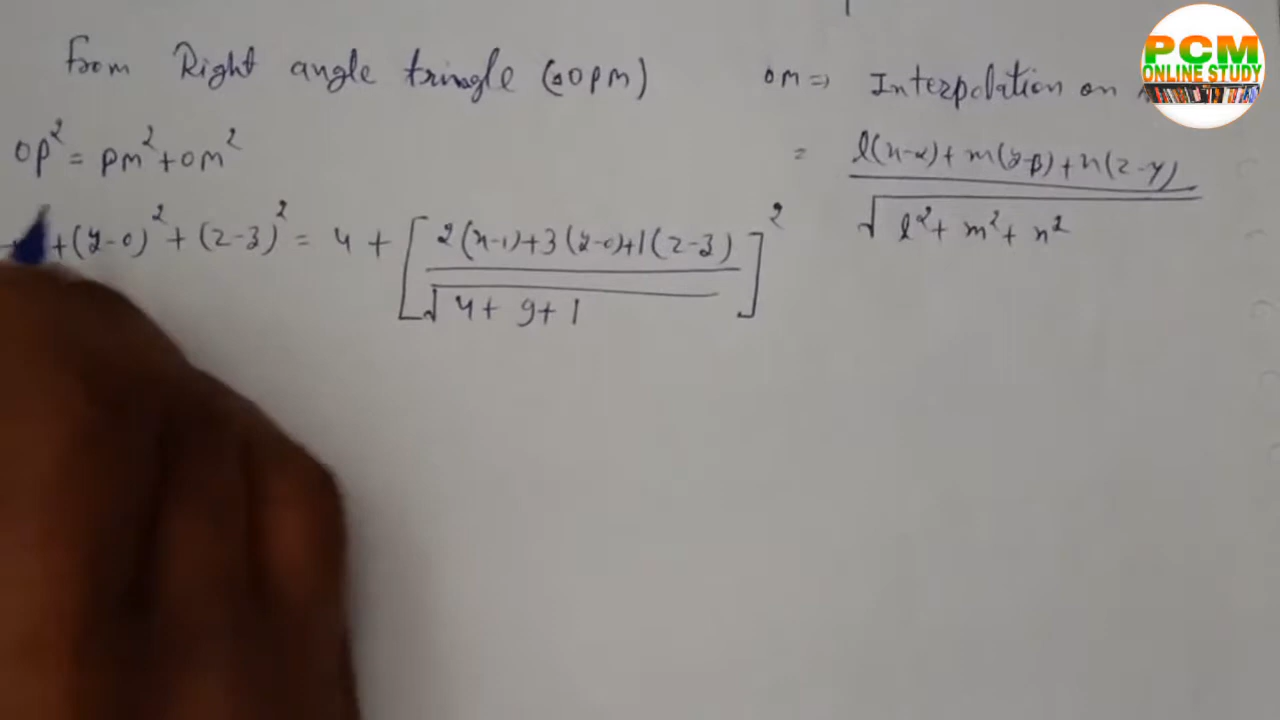 From Right angle tringle (△OPM)
OM ⇒ Interpolation on
PCM
ONLINE STUDY
OP² = PM² + OM²
= l(x-α) + m(y-β) + n(z-γ) / √l² + m² + n²
+ (y-0)² + (z-3)² = 4 + [2(x-1) + 3(y-0) + 1(z-3) / √4 + 9 + 1]²